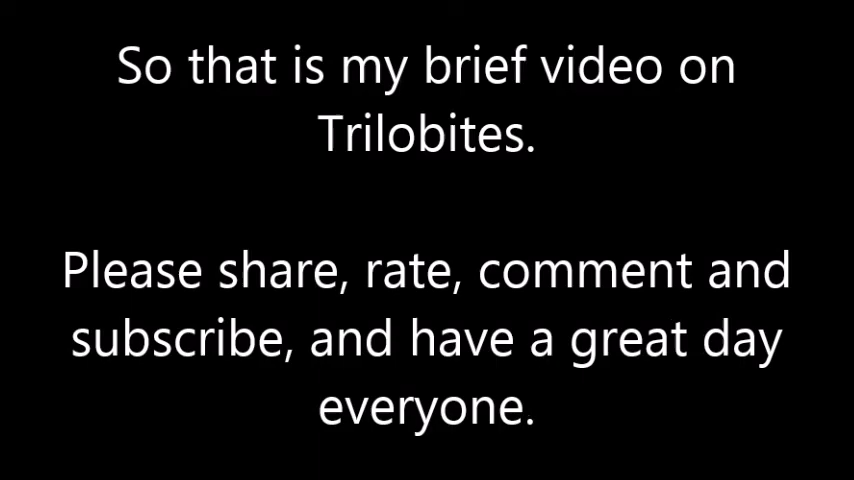 So that is my brief video on
Trilobites.
Please share, rate, comment and
subscribe, and have a great day
everyone.